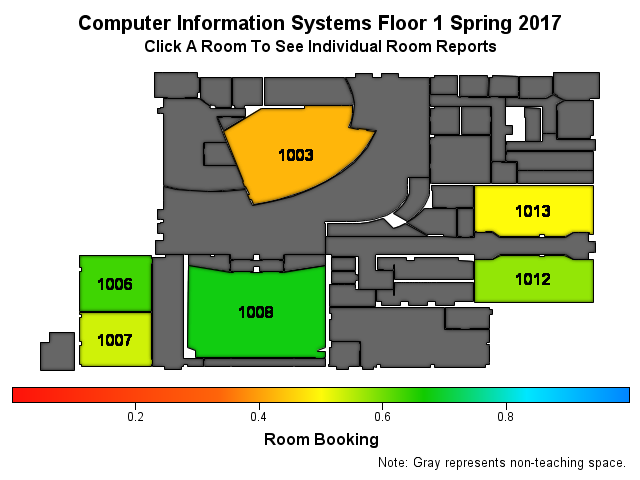 Computer Information Systems Floor 1 Spring 2017
Click A Room To See Individual Room Reports
1003
1013
1006
1012
1008
1007
0.2 0.4 0.6 0.8
Room Booking
Note: Gray represents non-teaching space.